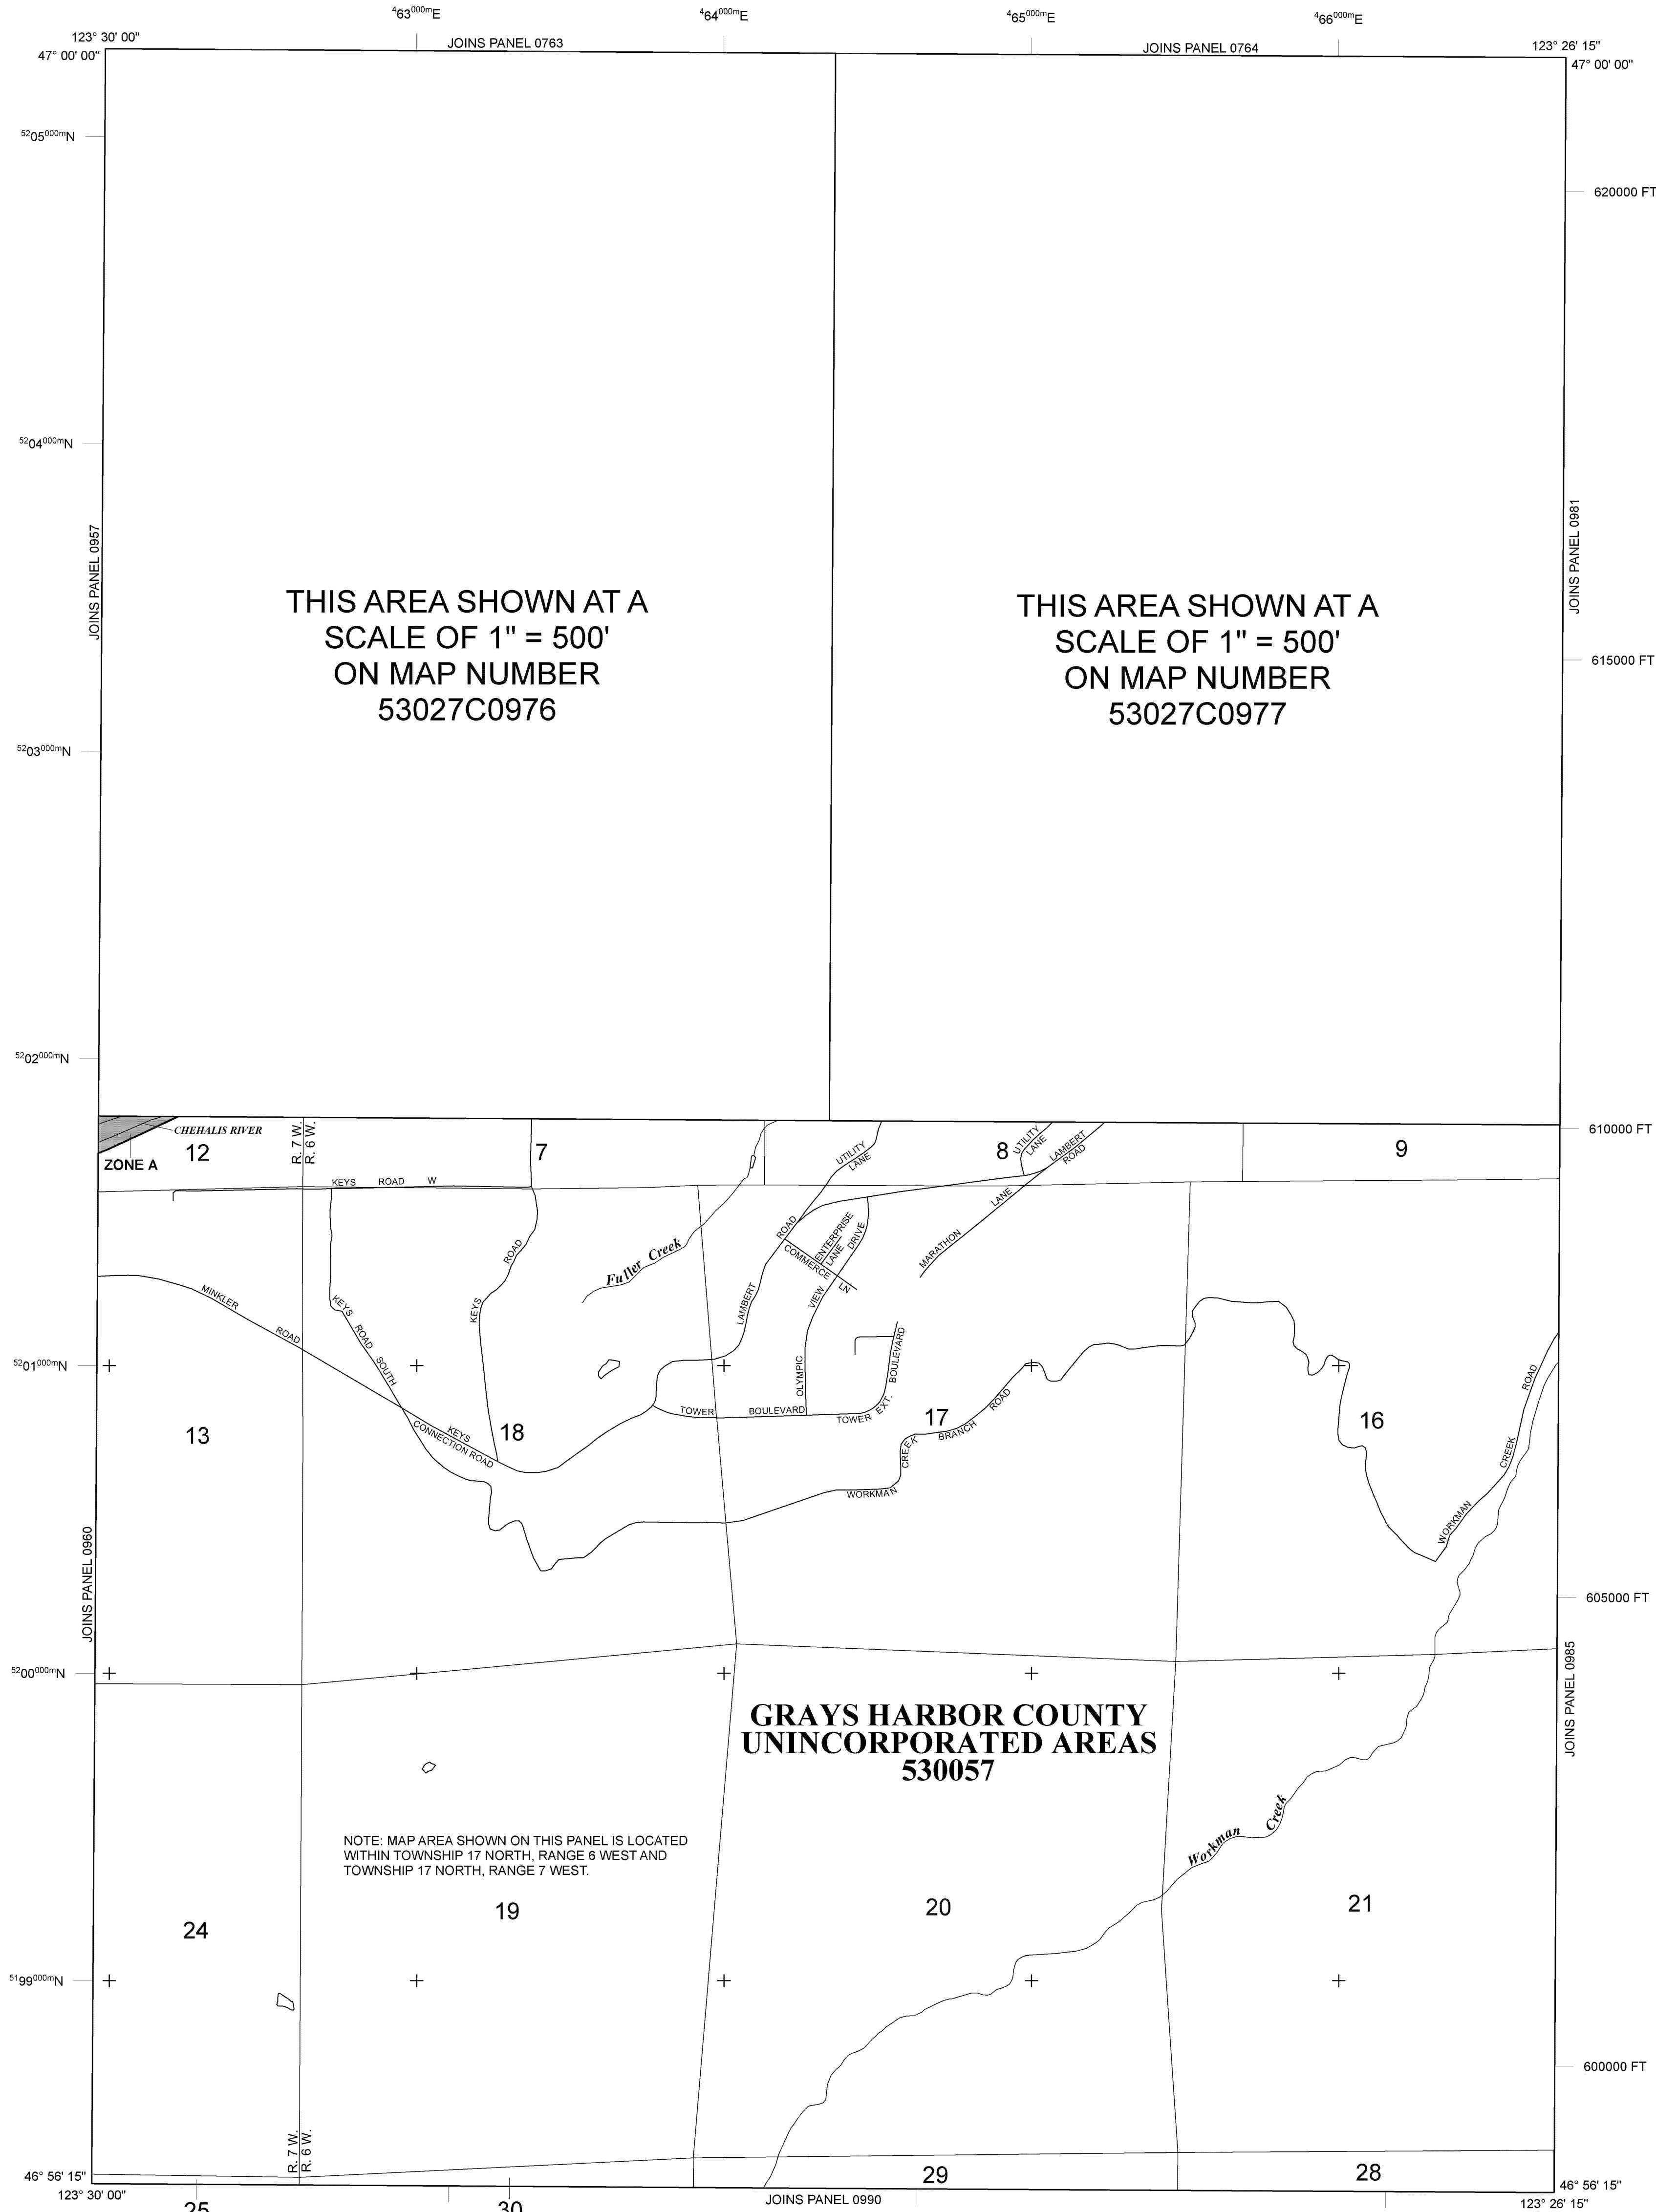 463000mE
464000mE
465000mE
466000mE
123° 30' 00"
JOINS PANEL 0763
JOINS PANEL 0764
123° 26' 15"
47° 00' 00"
47° 00' 00"
5205000mN
620000 FT
5204000mN
JOINS PANEL 0957
JOINS PANEL 0981
THIS AREA SHOWN AT A
SCALE OF 1" = 500'
ON MAP NUMBER
53027C0976
THIS AREA SHOWN AT A
SCALE OF 1" = 500'
ON MAP NUMBER
53027C0977
615000 FT
5203000mN
5202000mN
610000 FT
CHEHALIS RIVER
ZONE A
12
R. 7 W.
R. 6 W.
7
8
9
UTILITY
LANE
UTILITY
LANE
LAMBERT
ROAD
KEYS ROAD W
MARATHON LANE
Fuller Creek
ROAD
LAMBERT
ENTERPRISE
LANE
COMMERCE LN
VIEW DRIVE
OLYMPIC
KEYS ROAD
KEYS ROAD SOUTH
MINKLER ROAD
KEYS
CONNECTION ROAD
TOWER BOULEVARD
TOWER EXT. BOULEVARD
WORKMAN CREEK BRANCH ROAD
WORKMAN CREEK ROAD
5201000mN
13
18
17
16
JOINS PANEL 0960
605000 FT
JOINS PANEL 0985
5200000mN
GRAYS HARBOR COUNTY
UNINCORPORATED AREAS
530057
NOTE: MAP AREA SHOWN ON THIS PANEL IS LOCATED
WITHIN TOWNSHIP 17 NORTH, RANGE 6 WEST AND
TOWNSHIP 17 NORTH, RANGE 7 WEST.
Workman Creek
24
19
20
21
5199000mN
600000 FT
R. 7 W.
R. 6 W.
29
28
46° 56' 15"
46° 56' 15"
123° 30' 00"
25
30
JOINS PANEL 0990
123° 26' 15"